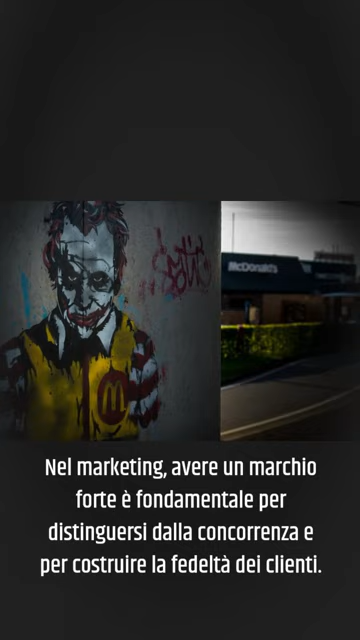 McDonald's
Nel marketing, avere un marchio
forte è fondamentale per
distinguersi dalla concorrenza e
per costruire la fedeltà dei clienti.